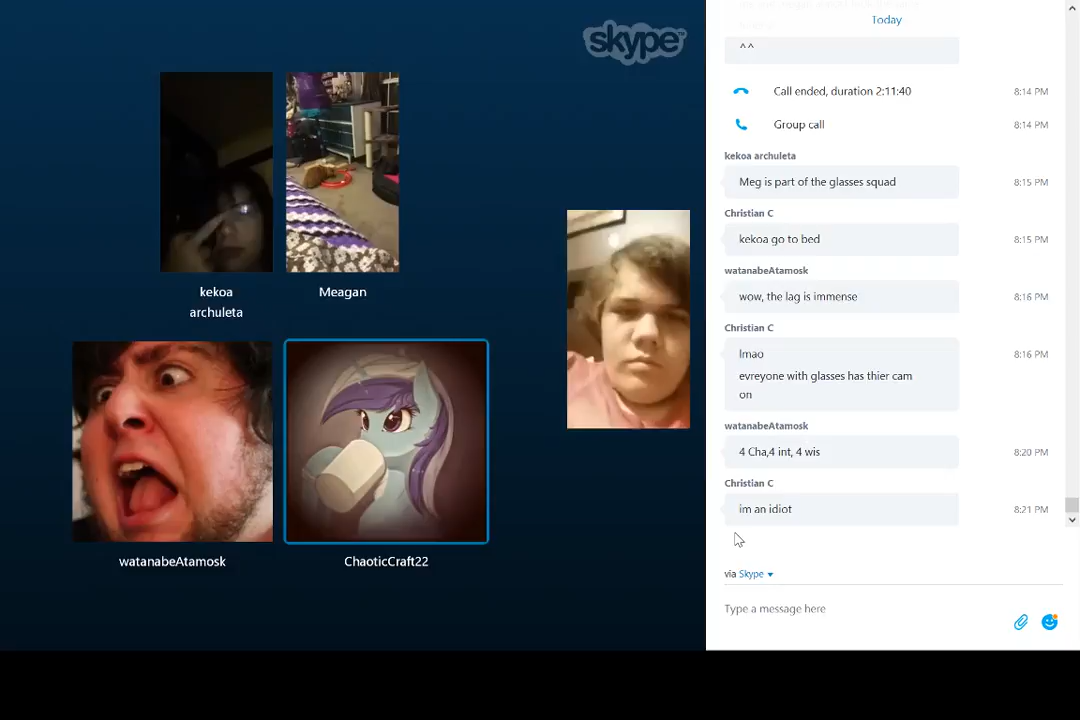 skype
kekoa
archuleta
Meagan
watanabeAtamosk
ChaoticCraft22
Today
^^
Call ended, duration 2:11:40 8:14 PM
Group call 8:14 PM
kekoa archuleta
Meg is part of the glasses squad 8:15 PM
Christian C
kekoa go to bed 8:15 PM
watanabeAtamosk
wow, the lag is immense 8:16 PM
Christian C
lmao 8:16 PM
evreyone with glasses has thier cam
on
watanabeAtamosk
4 Cha,4 int, 4 wis 8:20 PM
Christian C
im an idiot 8:21 PM
via Skype
Type a message here